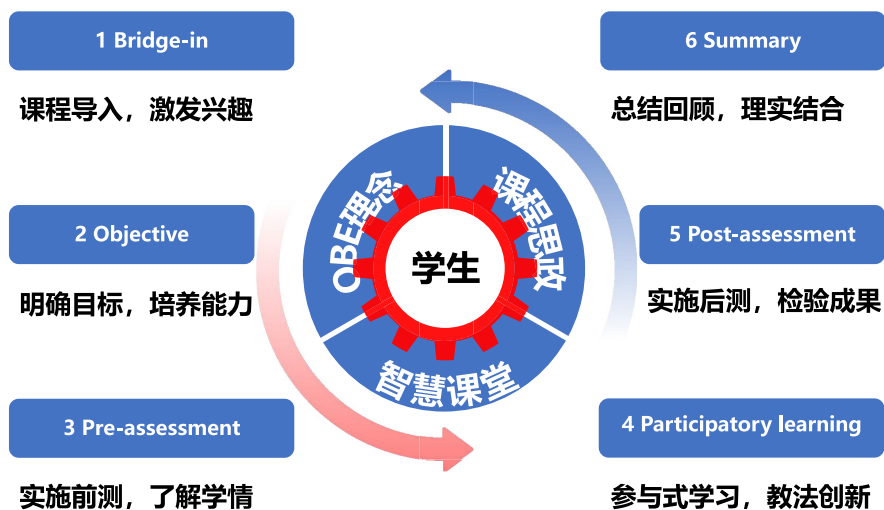 1 Bridge-in
课程导入，激发兴趣
2 Objective
明确目标，培养能力
3 Pre-assessment
实施前测，了解学情
OBE理念
课程思政
智慧课堂
学生
6 Summary
总结回顾，理实结合
5 Post-assessment
实施后测，检验成果
4 Participatory learning
参与式学习，教法创新